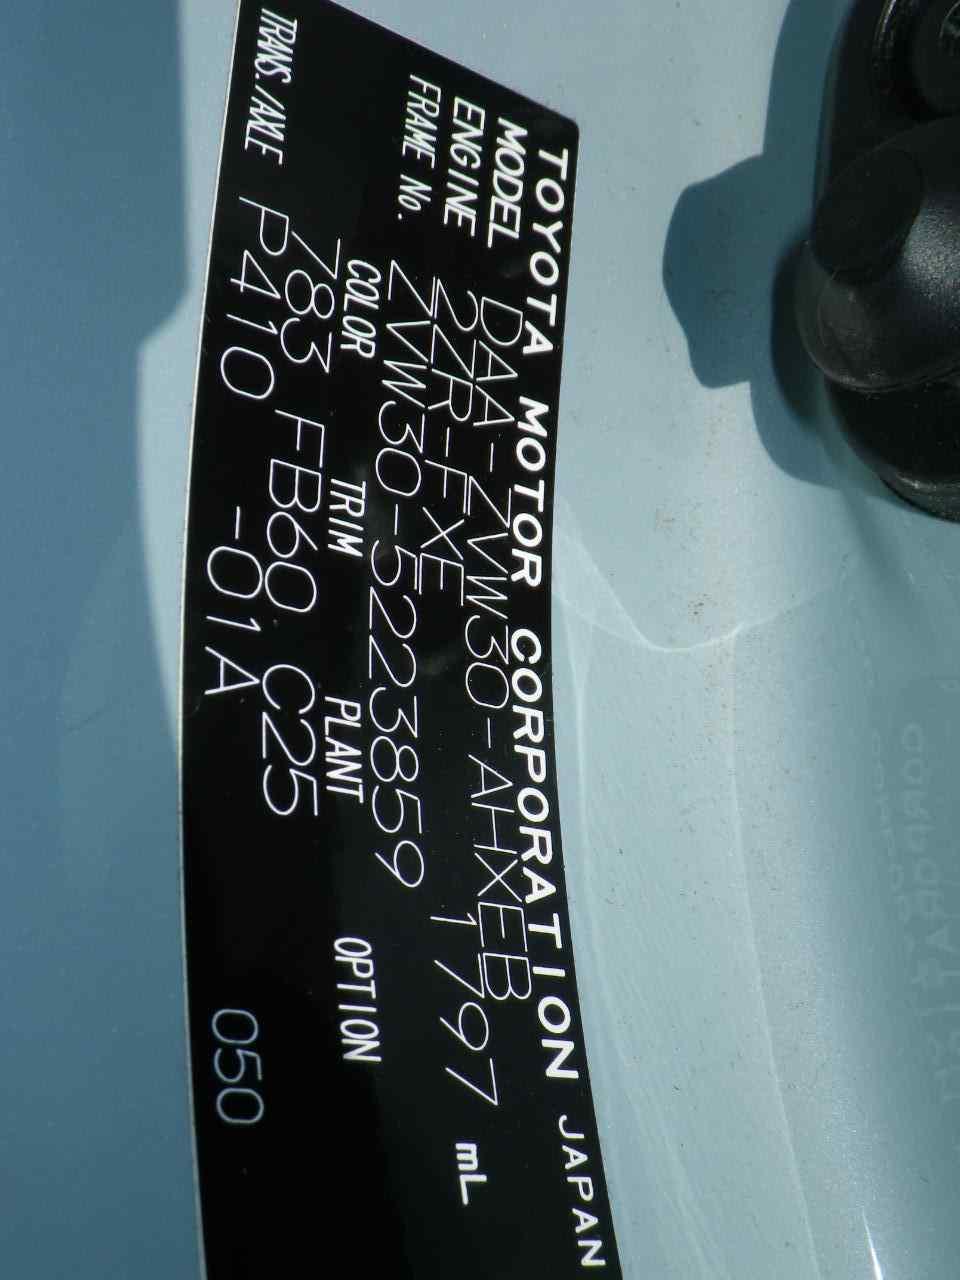 TOYOTA MOTOR CORPORATION JAPAN
MODEL DAA-ZVW30-AHXEB
ENGINE 2ZR-FXE 1797 mL
FRAME No. ZVW30-5223859
COLOR TRIM PLANT OPTION
783 FB60 C25
TRANS./AXLE P410 -01A 050